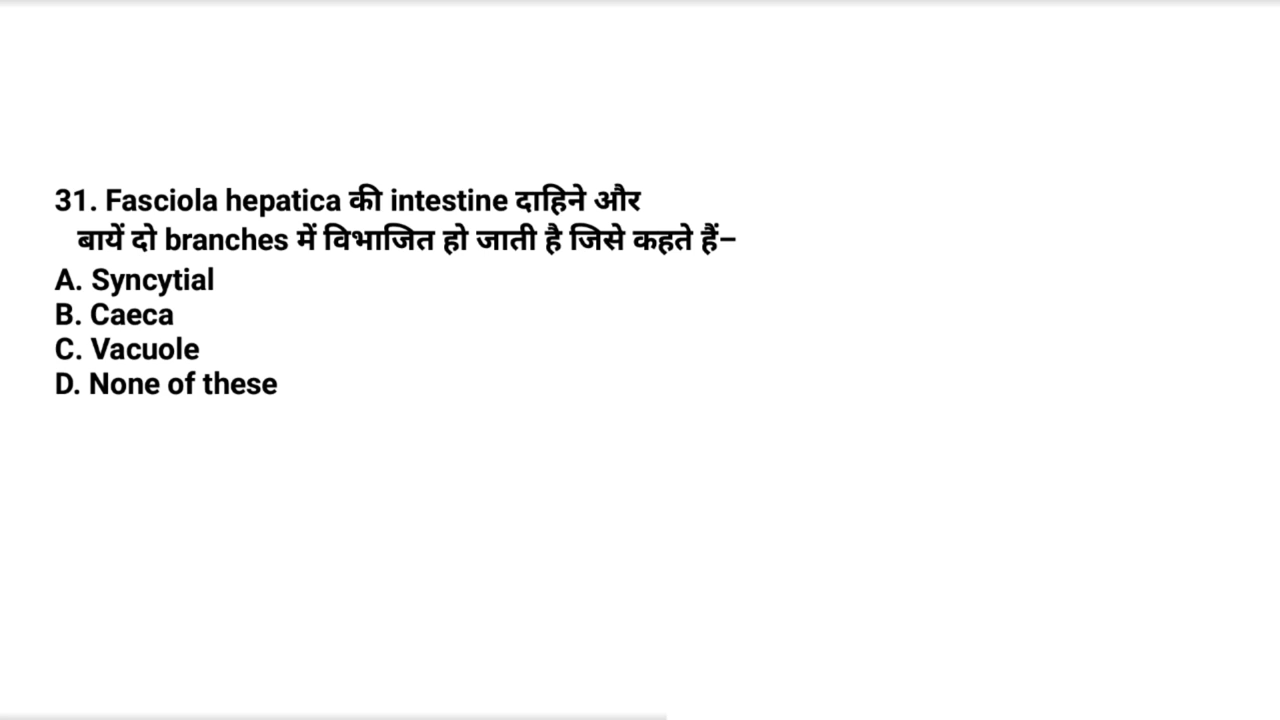 31. Fasciola hepatica की intestine दाहिने और
बायें दो branches में विभाजित हो जाती है जिसे कहते हैं–
A. Syncytial
B. Caeca
C. Vacuole
D. None of these